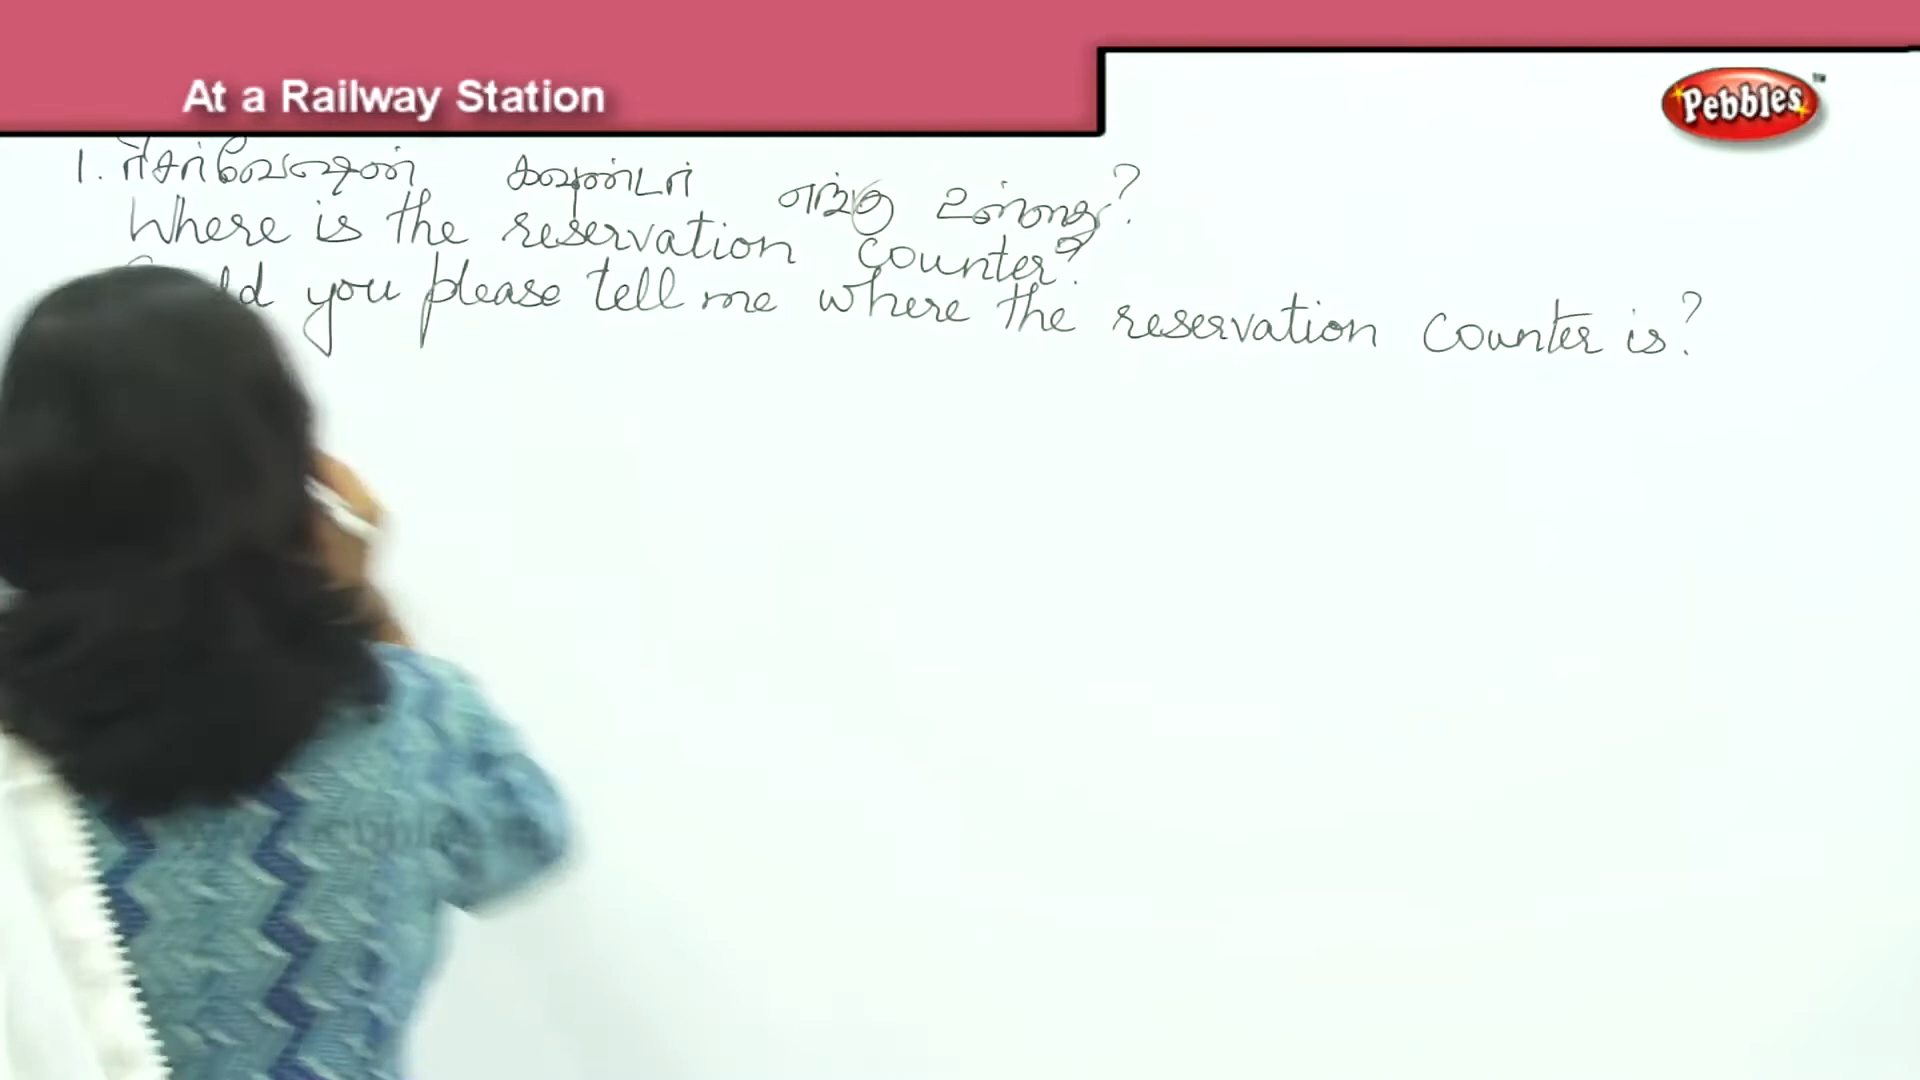 At a Railway Station
Pebbles™
1. ரிசர்வேஷன் கவுண்டர் எங்கு உள்ளது?
Where is the reservation counter?
you please tell me where the reservation counter is?